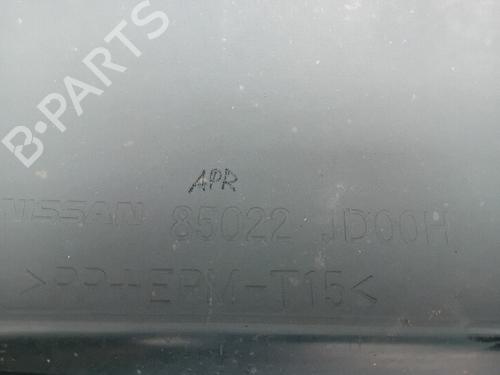 B-PARTS
APR
NISSAN 85022 JD00H
>PP+EPM-T15<